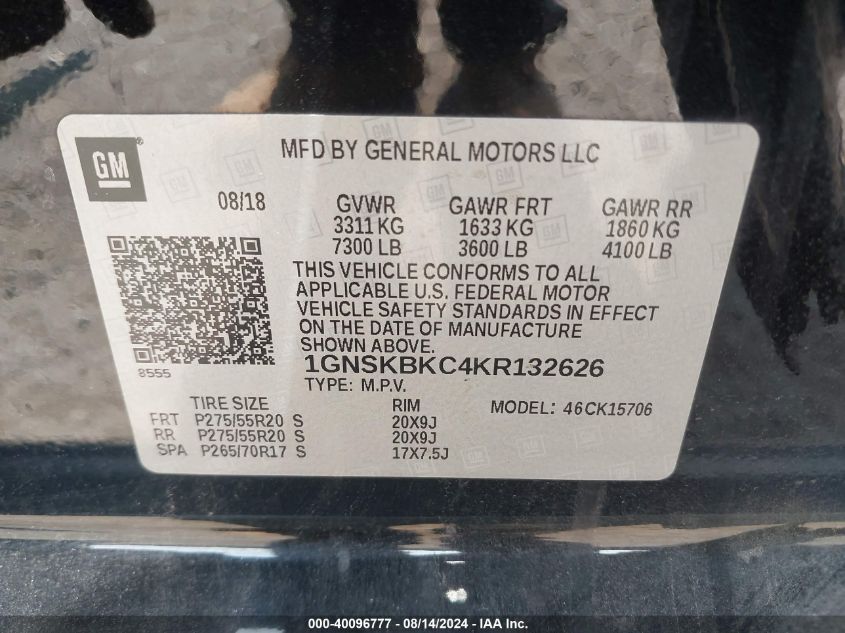 GM
MFD BY GENERAL MOTORS LLC
08/18
GVWR GAWR FRT GAWR RR
3311 KG 1633 KG 1860 KG
7300 LB 3600 LB 4100 LB
THIS VEHICLE CONFORMS TO ALL
APPLICABLE U.S. FEDERAL MOTOR
VEHICLE SAFETY STANDARDS IN EFFECT
ON THE DATE OF MANUFACTURE
SHOWN ABOVE.
8555
1GNSKBKC4KR132626
TYPE: M.P.V.
TIRE SIZE RIM MODEL: 46CK15706
FRT P275/55R20 S 20X9J
RR P275/55R20 S 20X9J
SPA P265/70R17 S 17X7.5J
000-40096777 - 08/14/2024 - IAA Inc.